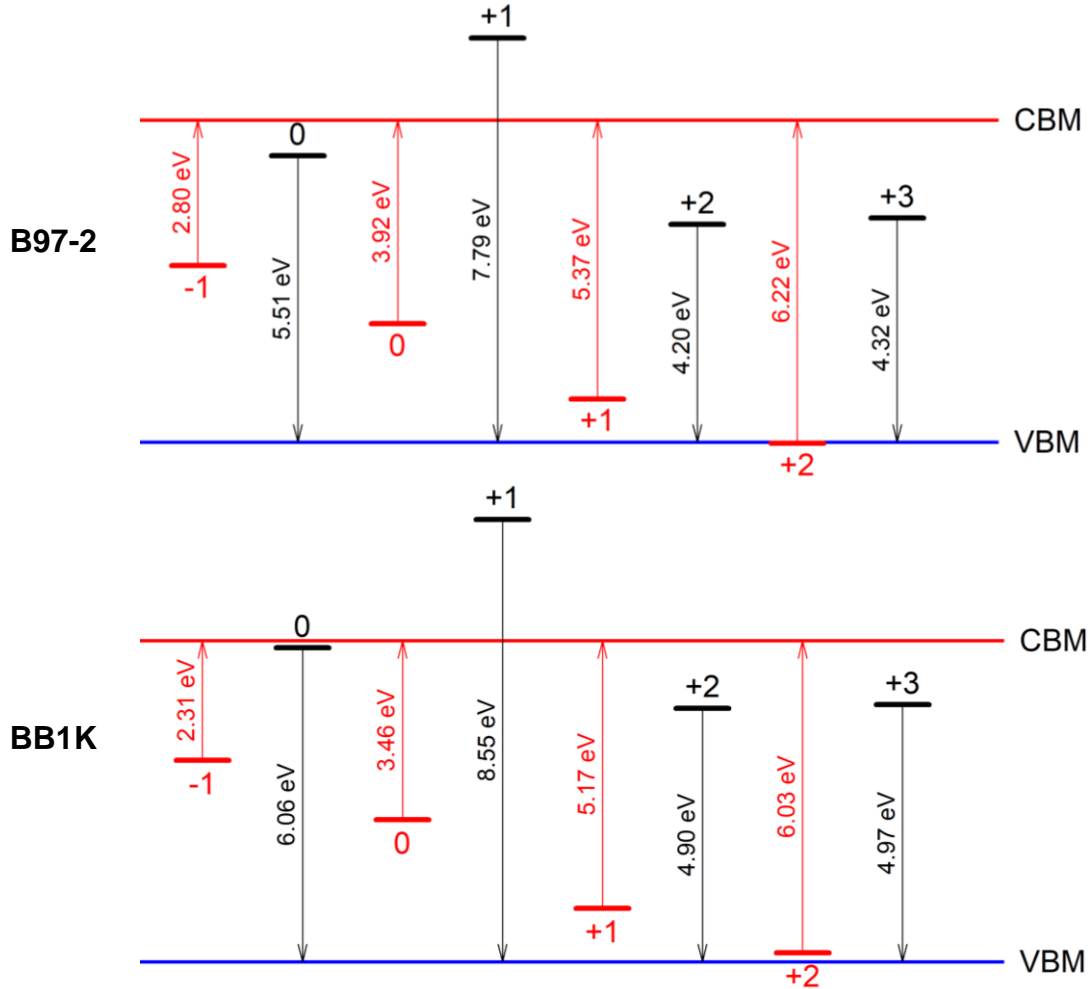 +1
CBM
0
2.80 eV
3.92 eV
7.79 eV
5.37 eV
+2
6.22 eV
+3
B97-2
-1
5.51 eV
0
4.20 eV
4.32 eV
+1
VBM
+2
+1
0
CBM
2.31 eV
3.46 eV
8.55 eV
5.17 eV
+2
6.03 eV
+3
BB1K
-1
6.06 eV
0
4.90 eV
4.97 eV
+1
VBM
+2